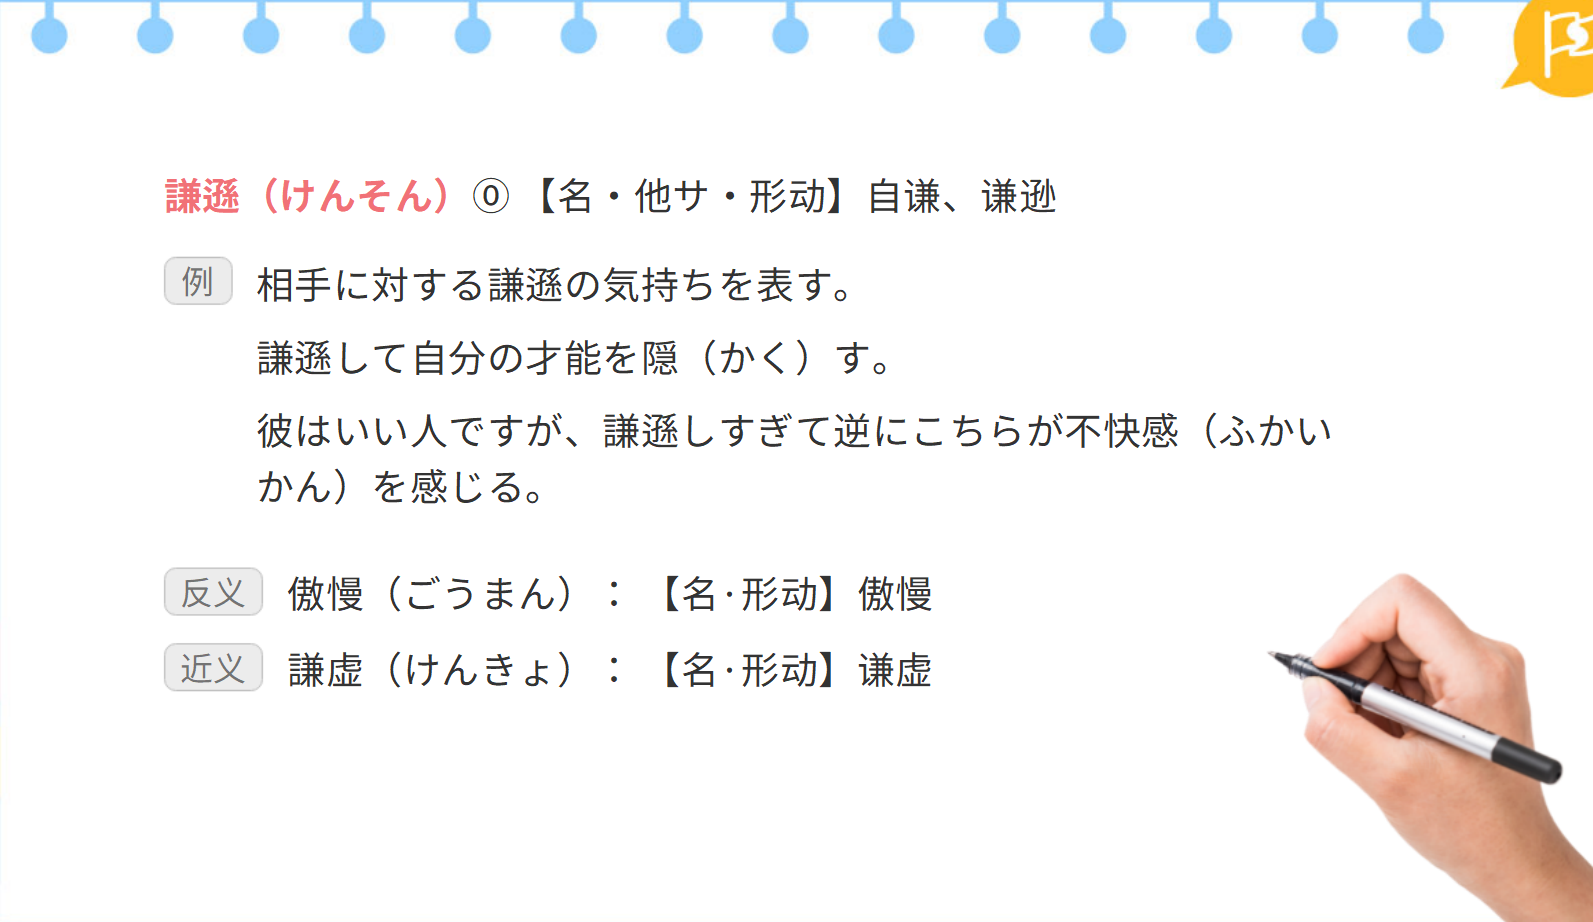 謙遜（けんそん）⓪【名・他サ・形动】自谦、谦逊
例 相手に対する謙遜の気持ちを表す。
謙遜して自分の才能を隠（かく）す。
彼はいい人ですが、謙遜しすぎて逆にこちらが不快感（ふかい
かん）を感じる。
反义 傲慢（ごうまん）：【名·形动】傲慢
近义 謙虚（けんきょ）：【名·形动】谦虚